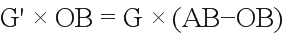 G' × OB = G × (AB–OB)